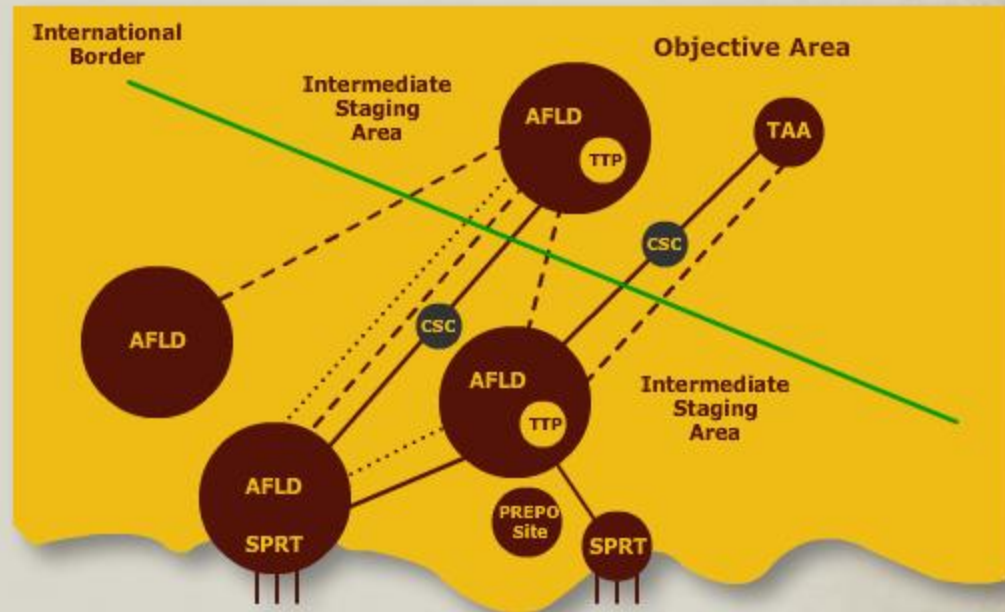 International
Border
Objective Area
Intermediate
Staging
Area
AFLD
TTP
TAA
CSC
CSC
AFLD
AFLD
TTP
Intermediate
Staging
Area
AFLD
SPRT
PREPO
Site
SPRT